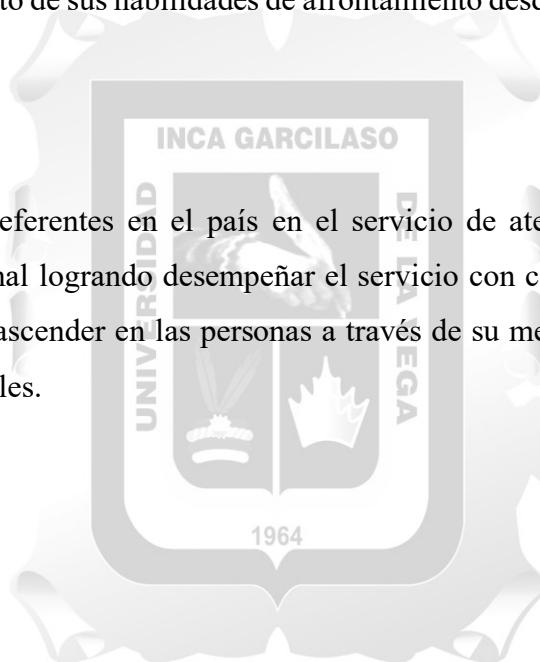 to de sus habilidades de afrontamiento desd
INCA GARCILASO
UNIVERSIDAD
DE LA VEGA
eferentes en el país en el servicio de ate
nal logrando desempeñar el servicio con c
ascender en las personas a través de su me
les.
1964